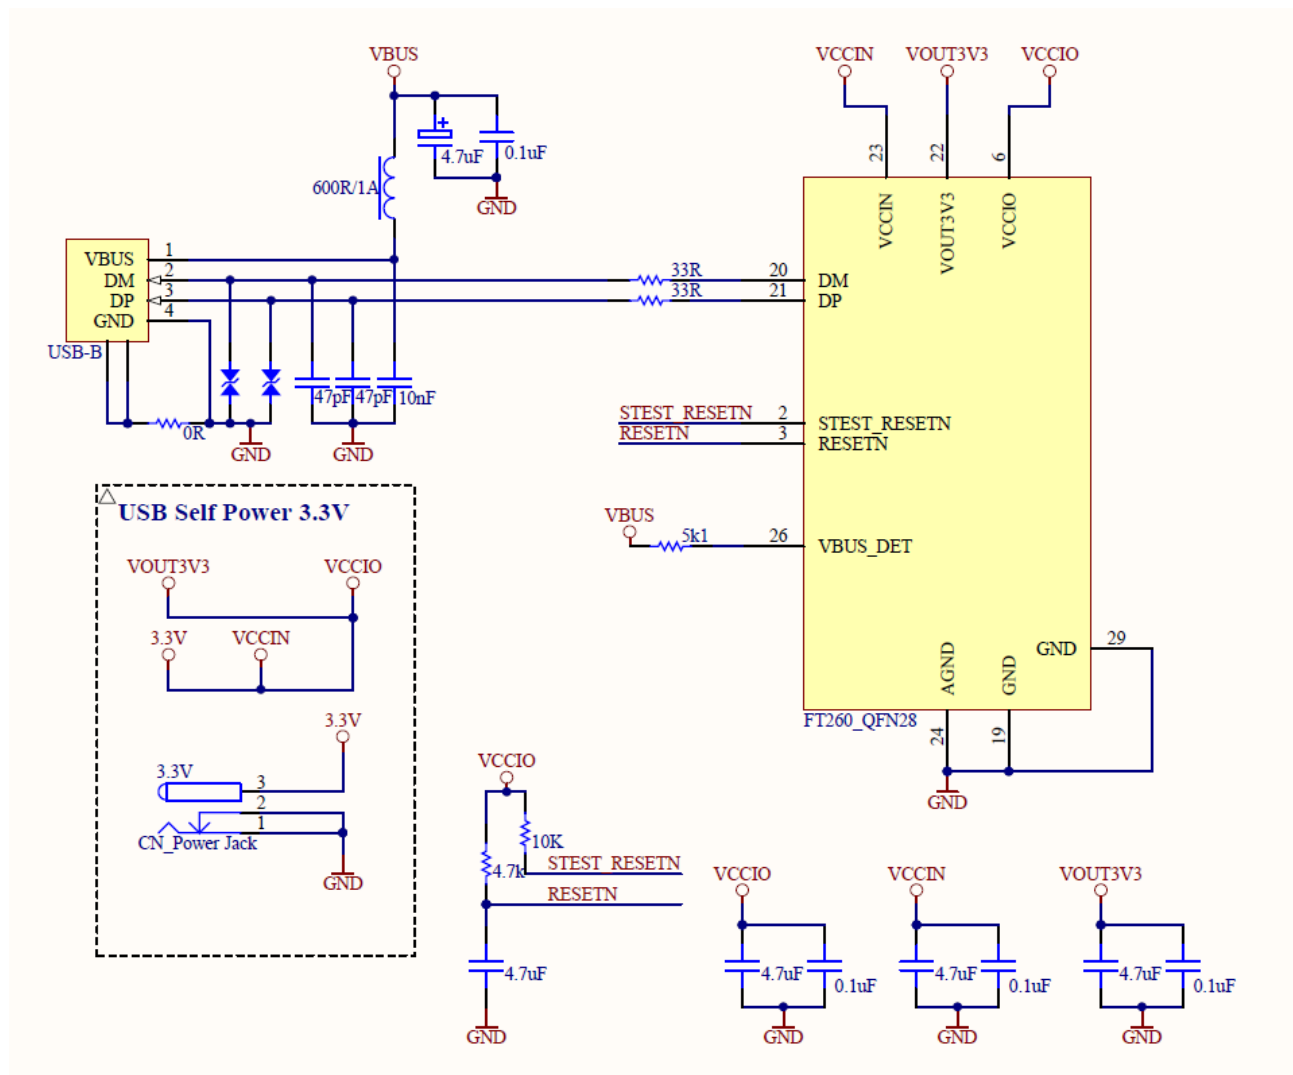 VBUS
4.7uF
0.1uF
600R/1A
GND
VBUS 1
DM 2
DP 3
GND 4
USB-B
33R
33R
47pF 47pF 10nF
0R
GND GND
VCCIN VOUT3V3 VCCIO
23 22 6
VCCIN VOUT3V3 VCCIO
20 DM
21 DP
STEST_RESETN 2 STEST_RESETN
RESETN 3 RESETN
VBUS
5k1 26 VBUS_DET
GND 29
AGND GND
FT260_QFN28
24 19
GND
USB Self Power 3.3V
VOUT3V3 VCCIO
3.3V VCCIN
3.3V
3.3V
3
2
1
CN_Power Jack
GND
VCCIO
10K
4.7k
STEST_RESETN
RESETN
4.7uF
GND
VCCIO
4.7uF
0.1uF
GND
VCCIN
4.7uF
0.1uF
GND
VOUT3V3
4.7uF
0.1uF
GND